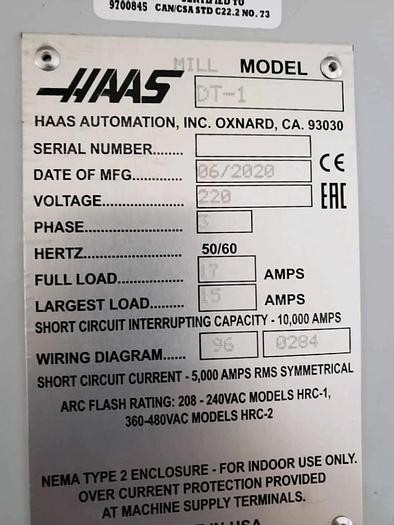 9700845 CAN/CSA STD C22.2 NO. 73
MILL MODEL
HAAS DT-1
HAAS AUTOMATION, INC. OXNARD, CA. 93030
SERIAL NUMBER.......
DATE OF MFG......... 06/2020 CE
VOLTAGE............. 220 EAC
PHASE................ 3
HERTZ 50/60
FULL LOAD.......... 17 AMPS
LARGEST LOAD..... 15 AMPS
SHORT CIRCUIT INTERRUPTING CAPACITY - 10,000 AMPS
WIRING DIAGRAM...... 96 0284
SHORT CIRCUIT CURRENT - 5,000 AMPS RMS SYMMETRICAL
ARC FLASH RATING: 208 - 240VAC MODELS HRC-1,
360-480VAC MODELS HRC-2
NEMA TYPE 2 ENCLOSURE - FOR INDOOR USE ONLY.
OVER CURRENT PROTECTION PROVIDED
AT MACHINE SUPPLY TERMINALS.
IN USA